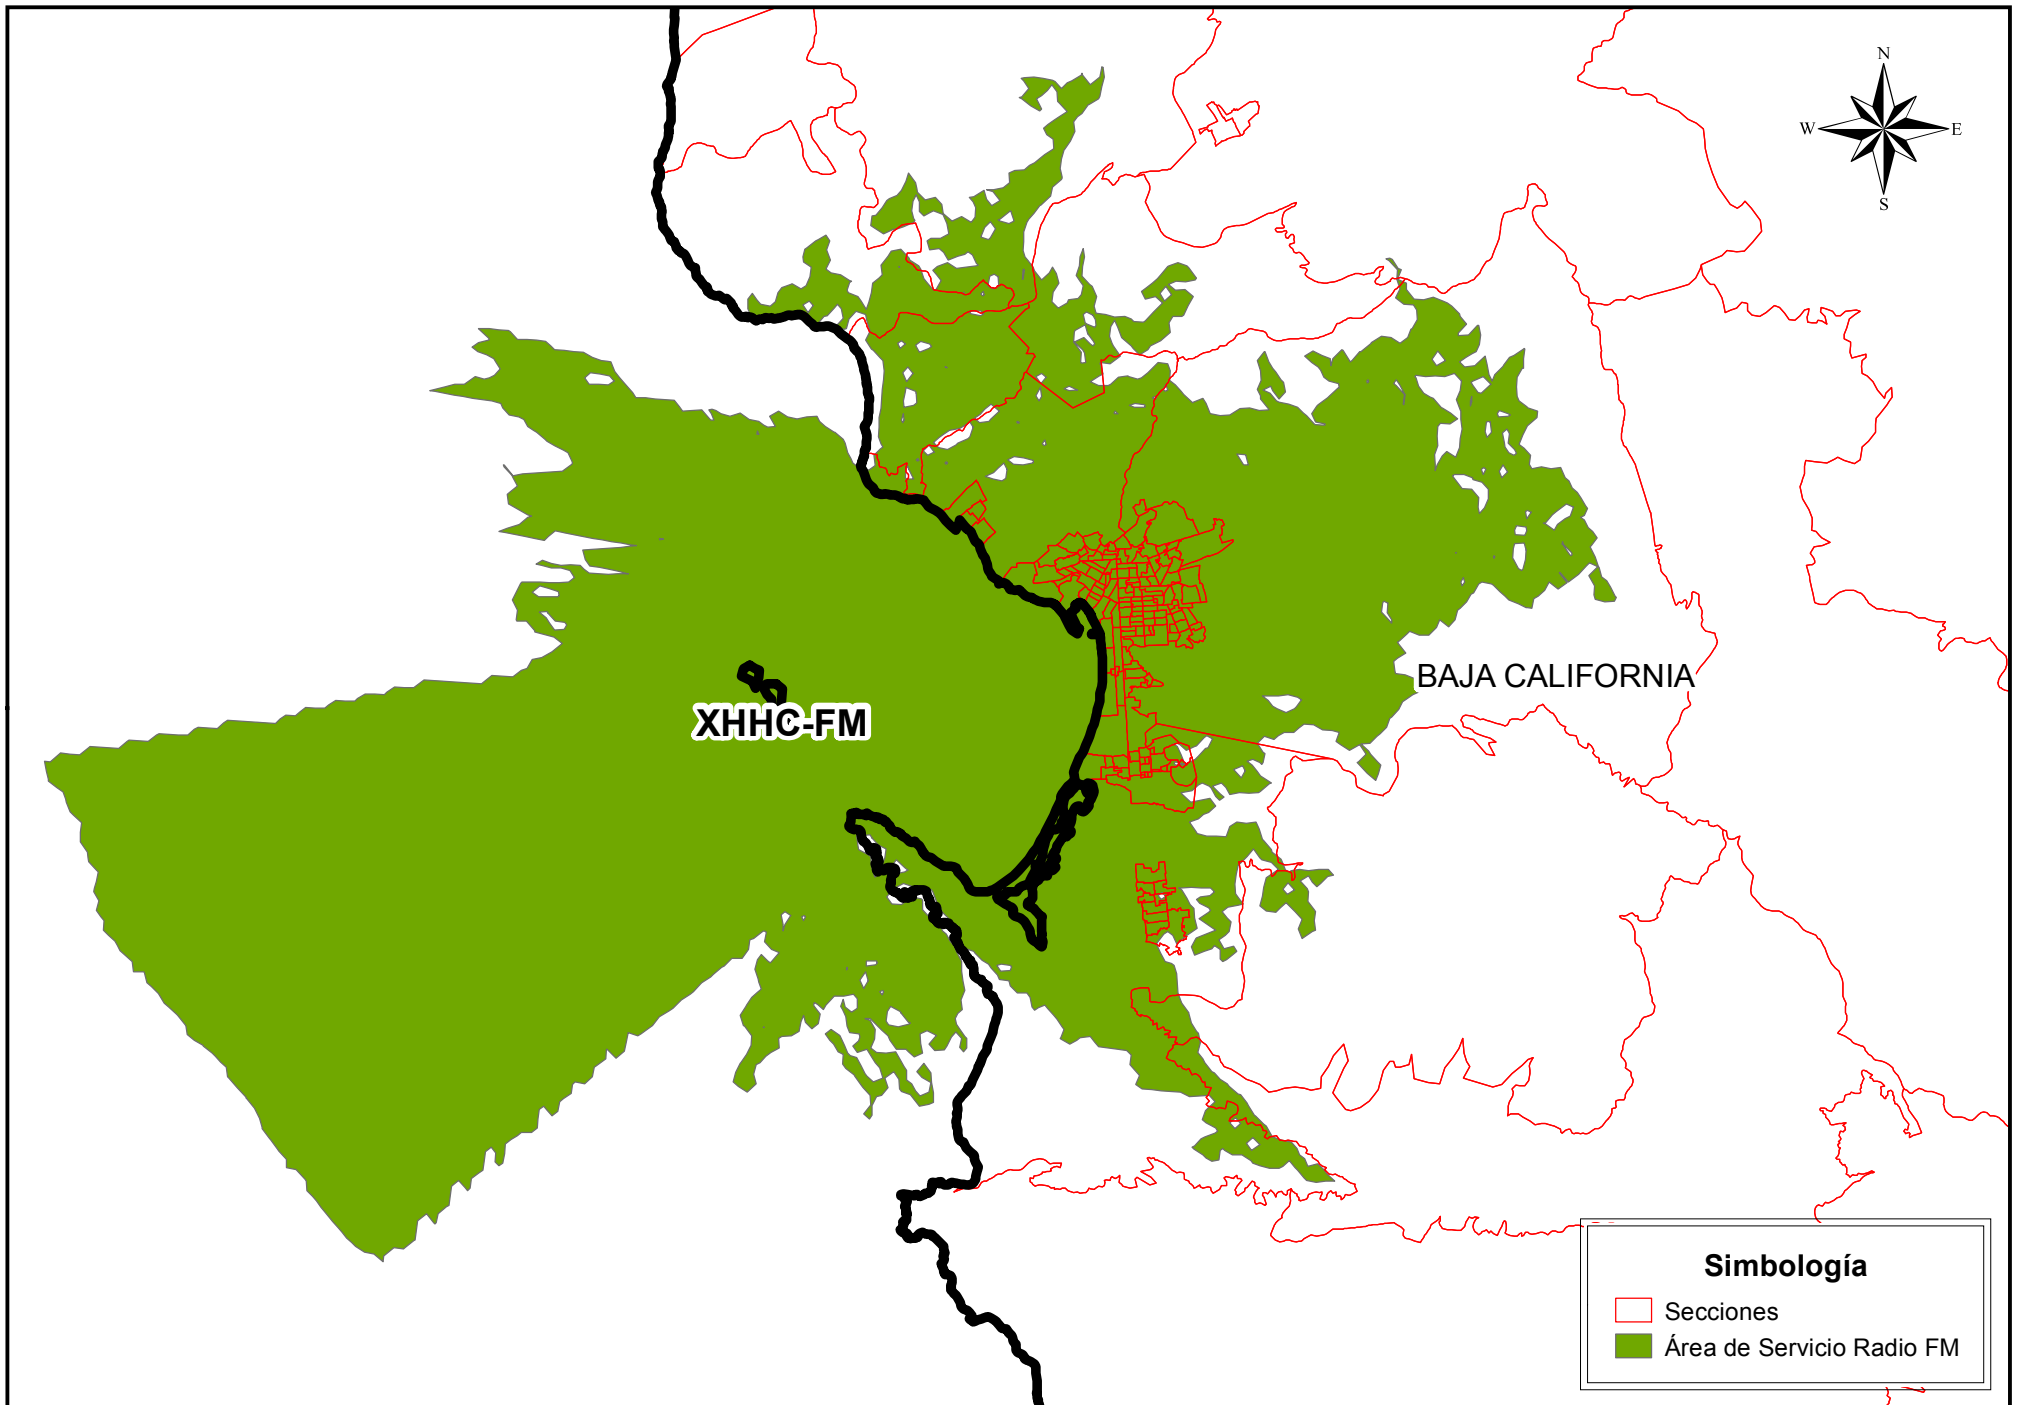 N
W E
S
BAJA CALIFORNIA
XHHC-FM
Simbología
Secciones
Área de Servicio Radio FM